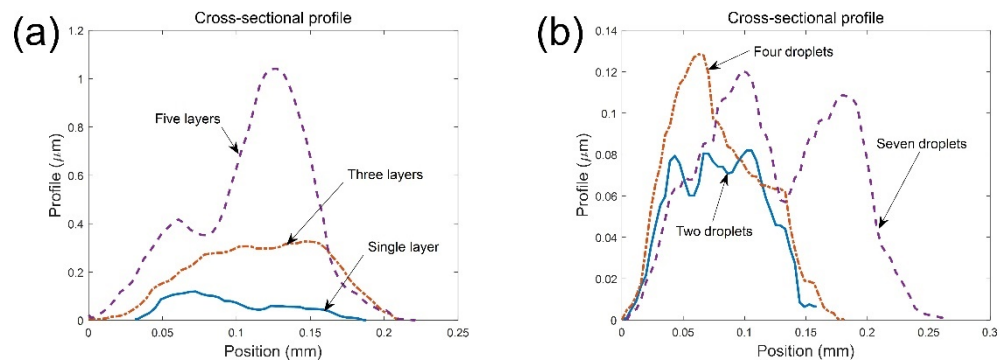 (a)
Cross-sectional profile
1.2
1
0.8
0.6
0.4
0.2
0
Profile (μm)
Five layers
Three layers
Single layer
0
0.05
0.1
0.15
0.2
0.25
Position (mm)
(b)
Cross-sectional profile
0.14
0.12
0.1
0.08
0.06
0.04
0.02
0
Profile (μm)
Four droplets
Seven droplets
Two droplets
0
0.05
0.1
0.15
0.2
0.25
0.3
Position (mm)